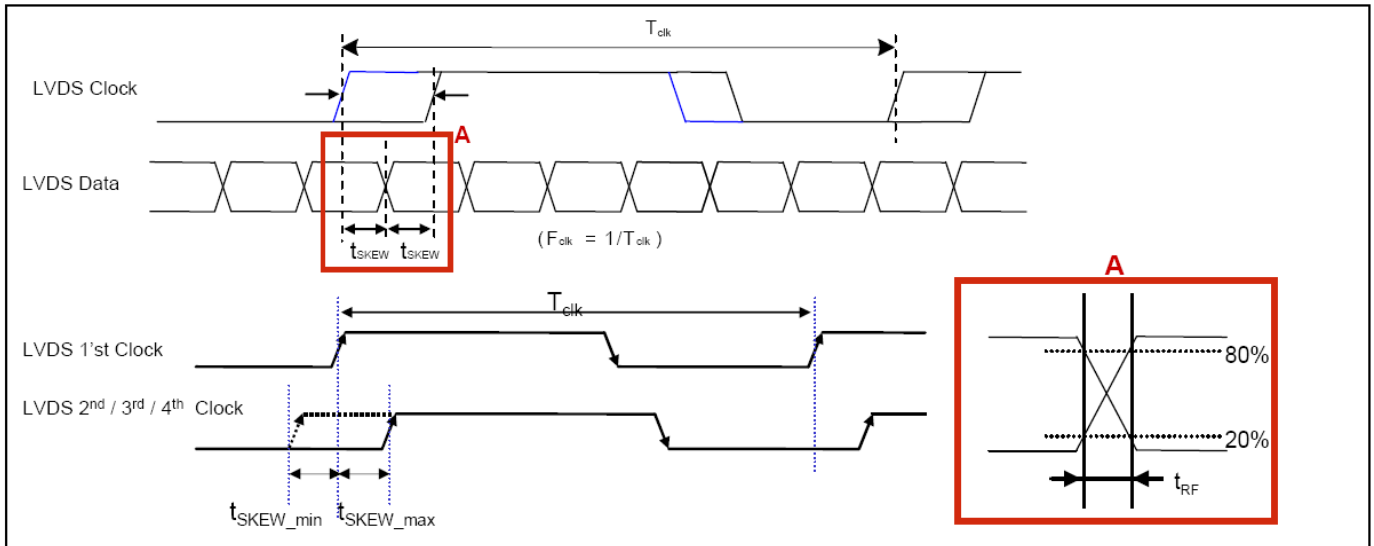 Tclk
LVDS Clock
A
LVDS Data
tSKEW tSKEW
(Fclk = 1/Tclk )
A
Tclk
LVDS 1'st Clock
80%
LVDS 2nd / 3rd / 4th Clock
20%
tRF
tSKEW_min tSKEW_max